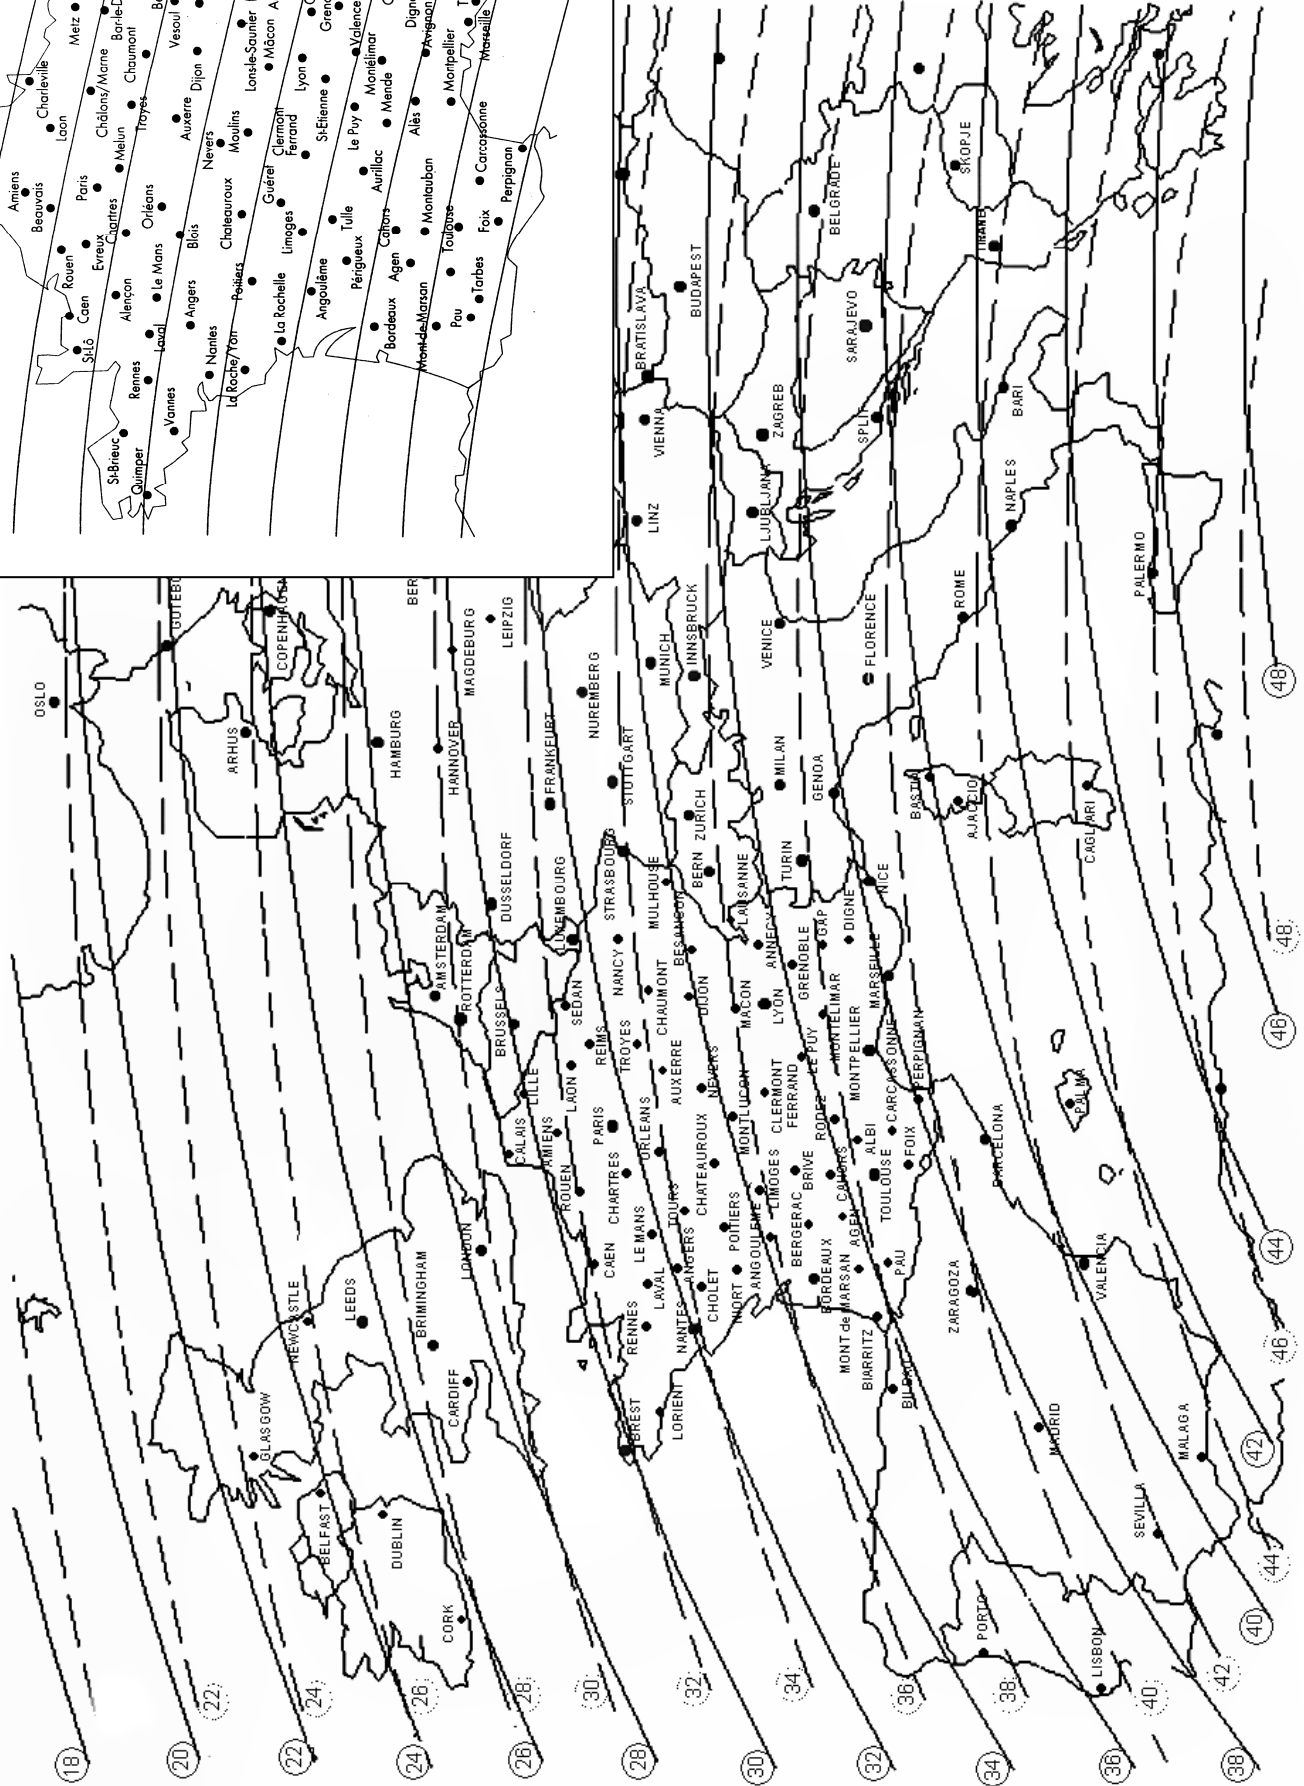 Amiens
Beauvais
Charleville
Laon
Metz
Bar-le-D
Rouen
Evreux
Paris
Chartres
Melun
Châlons/Marne
Chaumont
Troyes
Vesoul
Caen
St-Lô
Alençon
Le Mans
Orléans
Auxerre
Dijon
Laval
Rennes
St-Brieuc
Quimper
Vannes
Angers
Blois
Nevers
Moulins
Lons-le-Saunier
Mâcon
Nantes
La Roche/Yon
Poitiers
Chateauroux
Guéret
Clermont
Ferrand
Lyon
La Rochelle
Limoges
St-Etienne
Angoulême
Tulle
Périgueux
Aurillac
Le Puy
Mende
Montélimar
Valence
Gren
Bordeaux
Agen
Cahors
Montauban
Alès
Avignon
Dign
Mont-de-Marsan
Toulouse
Montpellier
Marseille
Pau
Tarbes
Foix
Carcassonne
Perpignan
OSLO
GOTEBO
COPENHAGEN
ARHUS
HAMBURG
BER
MAGDEBURG
LEIPZIG
HANNOVER
FRANKFURT
NUREMBERG
STUTTGART
MUNICH
INNSBRUCK
LINZ
VIENNA
BRATISLAVA
BUDAPEST
BELGRADE
SKOPJE
TIRANE
SARAJEVO
ZAGREB
LJUBLJANA
SPLIT
BARI
NAPLES
PALERMO
ROME
FLORENCE
VENICE
MILAN
GENOA
TURIN
ZURICH
BERN
LAUSANNE
BASTIA
AJACCIO
CAGLIARI
NICE
DIGNE
GAP
ANNECY
GRENOBLE
MARSEILLE
MONTELIMAR
LYON
MACON
BESANCON
MULHOUSE
STRASBOURG
LUXEMBOURG
DUSSELDORF
AMSTERDAM
ROTTERDAM
BRUSSELS
SEDAN
NANCY
CHAUMONT
DIJON
REIMS
TROYES
LAON
LILLE
CALAIS
AMIENS
AUXERRE
NEVERS
PARIS
ORLEANS
CHARTRES
ROUEN
MONTLUCON
CLERMONT
FERRAND
LE PUY
MONTPELLIER
RODEZ
CARCASSONNE
PERPIGNAN
ALBI
FOIX
TOULOUSE
CAHORS
BRIVE
LIMOGES
CHATEAUROUX
TOURS
POITIERS
ANGOULEME
BERGERAC
AGEN
BORDEAUX
MONT de MARSAN
PAU
BIARRITZ
BILBAO
CAEN
LE MANS
LAVAL
ANGERS
CHOLET
NIORT
NANTES
RENNES
LORIENT
BREST
LONDON
BRIMINGHAM
CARDIFF
LEEDS
NEWCASTLE
GLASGOW
BELFAST
DUBLIN
CORK
BARCELONA
PALMA
VALENCIA
ZARAGOZA
MADRID
MALAGA
SEVILLA
PORTO
LISBON
18
20
22
24
26
28
30
32
34
36
38
40
42
44
46
48
22
24
26
28
30
32
34
36
38
40
42
44
46
48